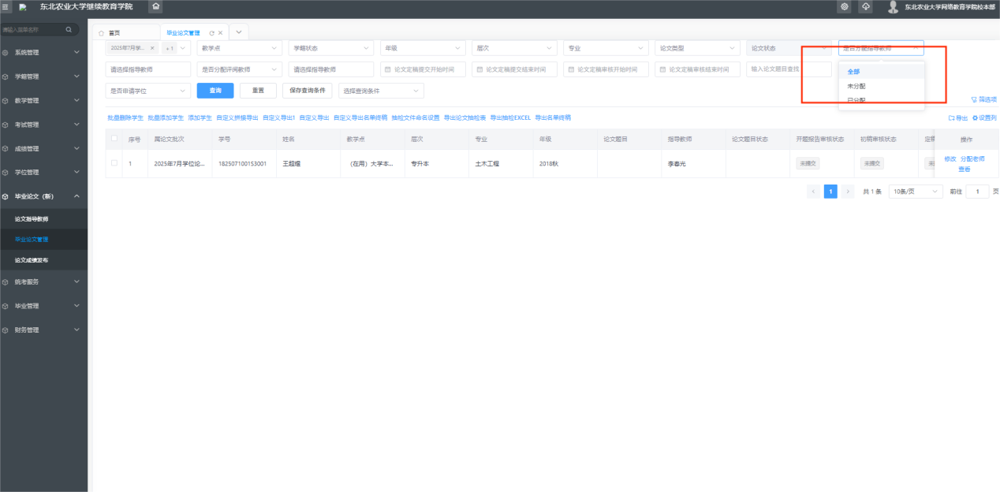 东北农业大学继续教育学院
东北农业大学网络教育学院校本部
请输入菜单名称
首页
毕业论文管理
系统管理
学籍管理
教学管理
考试管理
成绩管理
学位管理
毕业论文（新）
论文指导教师
毕业论文管理
论文成绩发布
统考服务
毕业管理
财务管理
2025年7月学...
+ 1
教学点
学籍状态
年级
层次
专业
论文类型
论文状态
是否分配指导教师
请选择指导教师
是否分配评阅教师
请选择指导教师
论文定稿提交开始时间
论文定稿提交结束时间
论文定稿审核开始时间
论文定稿审核结束时间
输入论文题目查找
全部
未分配
已分配
是否申请学位
查询
重置
保存查询条件
选择查询条件
筛选项
批量删除学生 批量添加学生 添加学生 自定义拼接导出 自定义导出1 自定义导出 自定义导出名单终稿 抽检文件命名设置 导出论文抽检表 导出抽检EXCEL 导出名单终稿
导出 设置列
序号 属论文批次 学号 姓名 教学点 层次 专业 年级 论文题目 指导教师 论文题目状态 开题报告审核状态 初稿审核状态 定稿 操作
1 2025年7月学位论... 182507100153001 王超耀 （在用）大学本... 专升本 土木工程 2018秋 李春光 未提交 未提交 未 修改 分配老师
查看
1 共 1 条 10条/页 前往 1 页